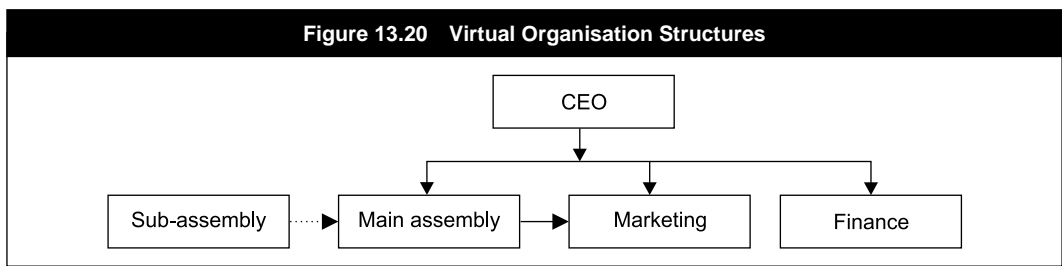 Figure 13.20 Virtual Organisation Structures
CEO
Sub-assembly
Main assembly
Marketing
Finance